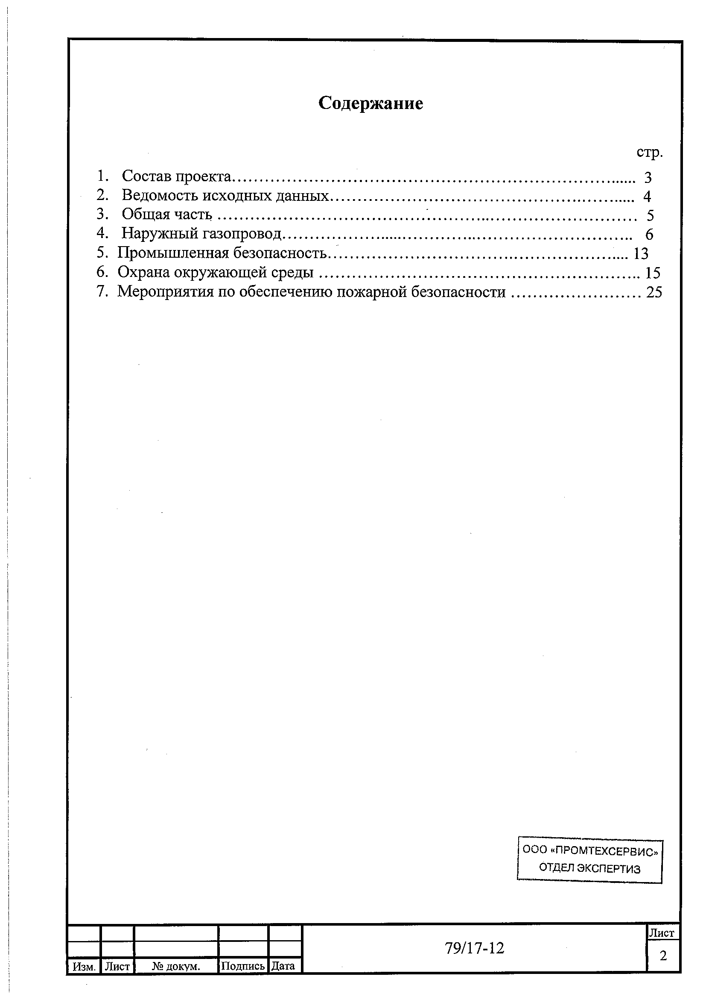 Содержание
стр.
1. Состав проекта................................................................................ 3
2. Ведомость исходных данных............................................................ 4
3. Общая часть .................................................................................... 5
4. Наружный газопровод...................................................................... 6
5. Промышленная безопасность............................................................ 13
6. Охрана окружающей среды .............................................................. 15
7. Мероприятия по обеспечению пожарной безопасности ........................ 25
ООО «ПРОМТЕХСЕРВИС»
ОТДЕЛ ЭКСПЕРТИЗ
79/17-12
Лист
2
Изм. Лист № докум. Подпись Дата